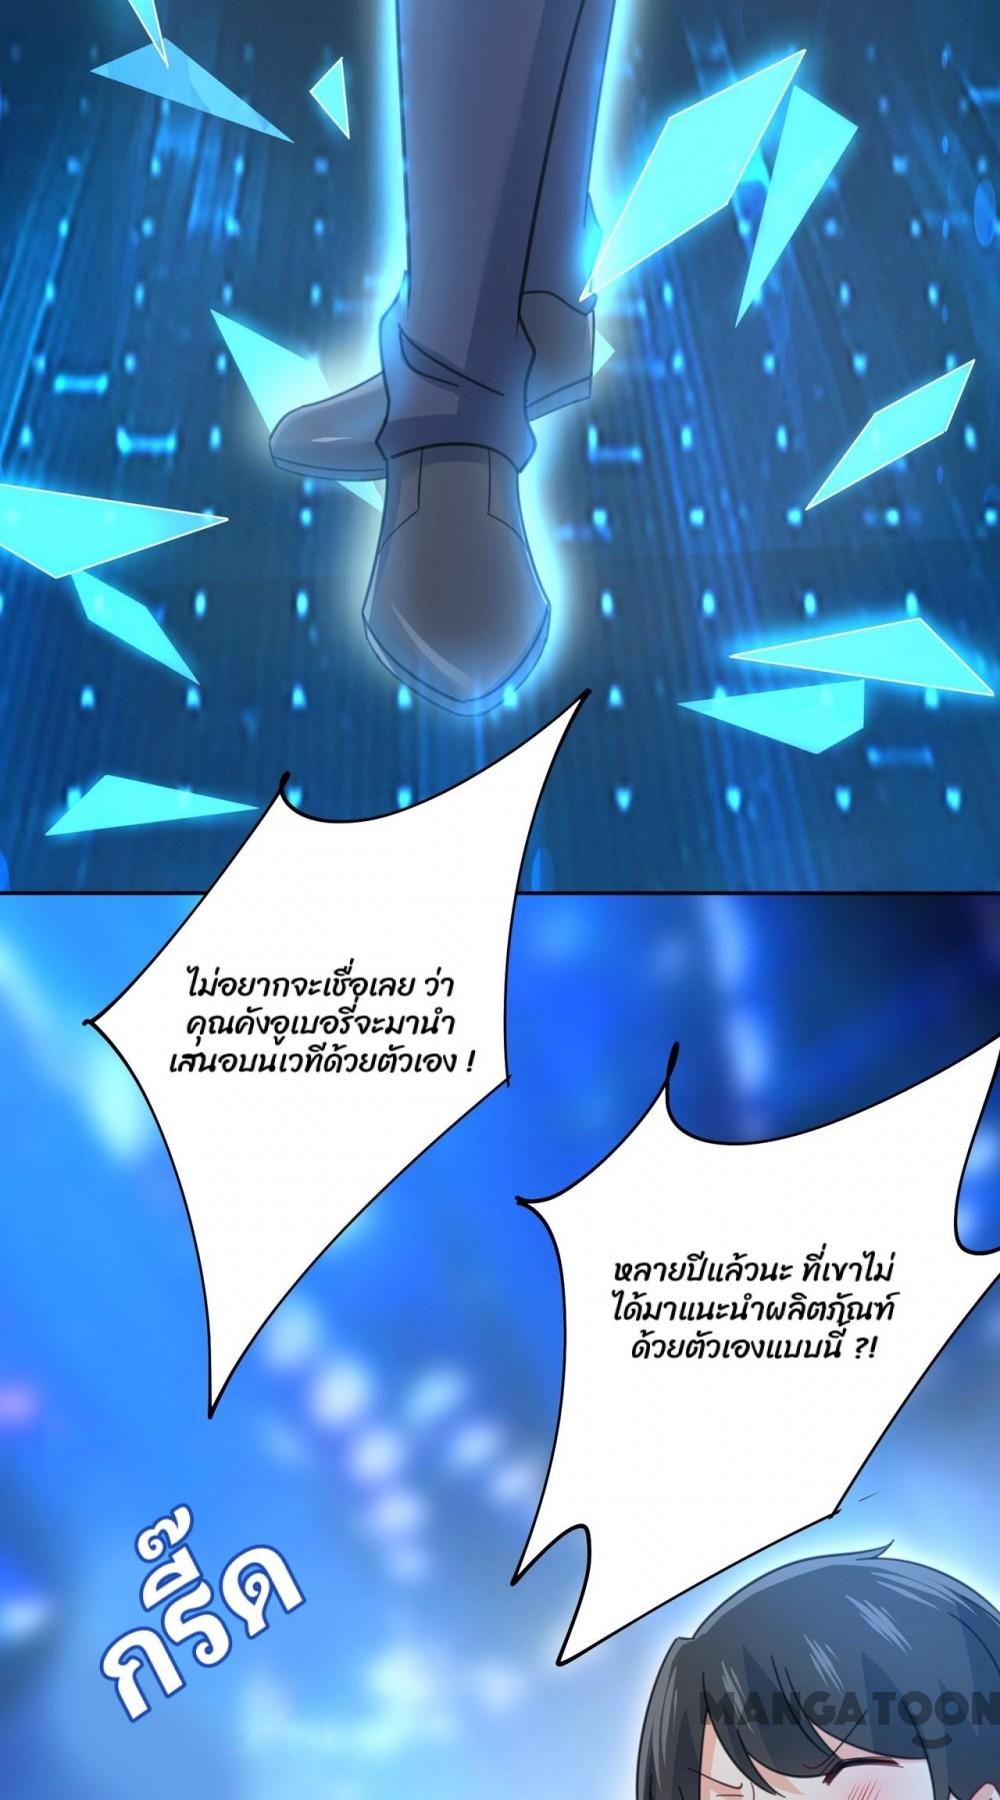 ไม่อยากจะเชื่อเลย ว่า
คุณคังอูเบอรี่จะมานำ
เสนอบนเวทีด้วยตัวเอง !
หลายปีแล้วนะ ที่เขาไม่
ได้มาแนะนำผลิตภัณฑ์
ด้วยตัวเองแบบนี้ ?!
กรี๊ด
MANGATOON